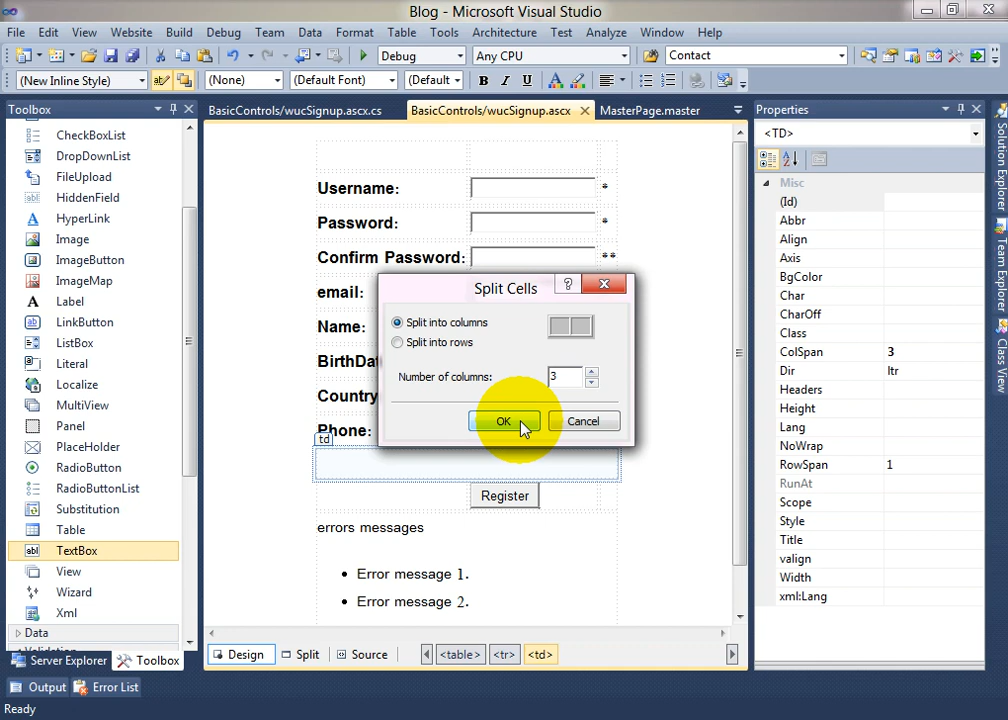 Blog - Microsoft Visual Studio
File Edit View Website Build Debug Team Data Format Table Tools Architecture Test Analyze Window Help
Debug Any CPU Contact
(New Inline Style) (None) (Default Font) (Default B I U A
Toolbox
BasicControls/wucSignup.ascx.cs BasicControls/wucSignup.ascx MasterPage.master
Properties
CheckBoxList
DropDownList
FileUpload
HiddenField
HyperLink
Image
ImageButton
ImageMap
Label
LinkButton
ListBox
Literal
Localize
MultiView
Panel
PlaceHolder
RadioButton
RadioButtonList
Substitution
Table
TextBox
View
Wizard
Xml
Data
Server Explorer Toolbox
Username: *
Password: *
Confirm Password: **
email:
Name:
BirthDat
Country
Phone:
td
Register
errors messages
• Error message 1.
• Error message 2.
Split Cells
Split into columns
Split into rows
Number of columns: 3
OK Cancel
Design Split Source <table> <tr> <td>
<TD>
Misc
(Id)
Abbr
Align
Axis
BgColor
Char
CharOff
Class
ColSpan 3
Dir ltr
Headers
Height
Lang
NoWrap
RowSpan 1
RunAt
Scope
Style
Title
valign
Width
xml:Lang
Solution Explorer
Team Explorer
Class View
Output Error List
Ready